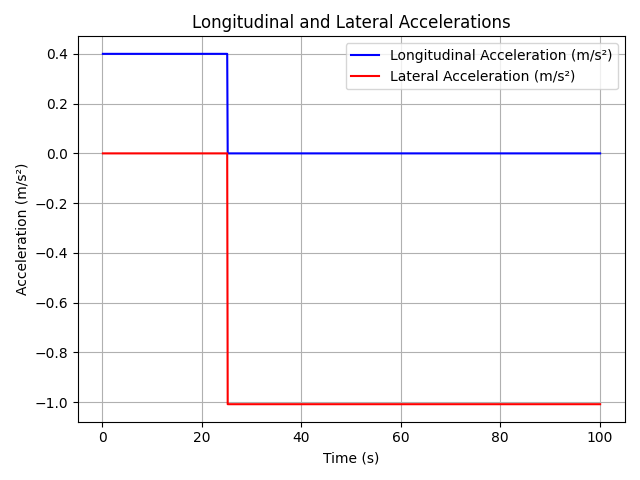 Longitudinal and Lateral Accelerations
Longitudinal Acceleration (m/s²)
Lateral Acceleration (m/s²)
Acceleration (m/s²)
0.4
0.2
0.0
−0.2
−0.4
−0.6
−0.8
−1.0
0 20 40 60 80 100
Time (s)